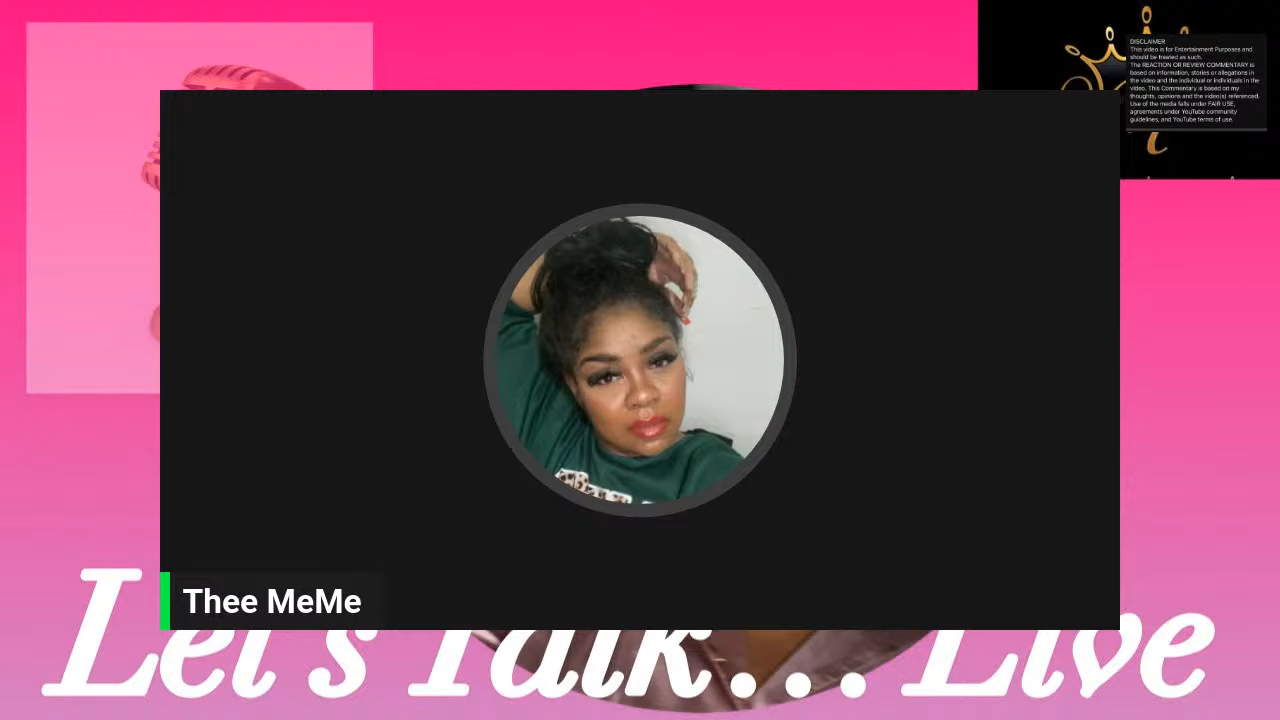 DISCLAIMER
This video is for Entertainment Purposes and
should be treated as such.
The REACTION OR REVIEW COMMENTARY is
based on information, stories or allegations in
the video and the individual or individuals in the
video. This Commentary is based on my
thoughts, opinions and the video(s) referenced.
Use of the media falls under FAIR USE,
agreements under YouTube community
guidelines, and YouTube terms of use.
Thee MeMe
Let's Talk... Live